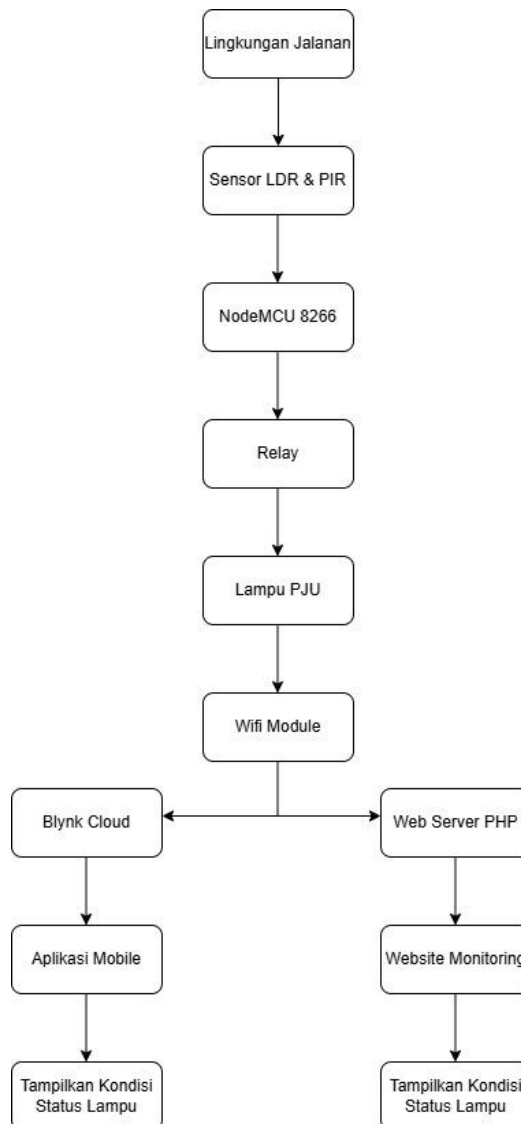 Lingkungan Jalanan
Sensor LDR & PIR
NodeMCU 8266
Relay
Lampu PJU
Wifi Module
Blynk Cloud
Web Server PHP
Aplikasi Mobile
Website Monitoring
Tampilkan Kondisi
Status Lampu
Tampilkan Kondisi
Status Lampu